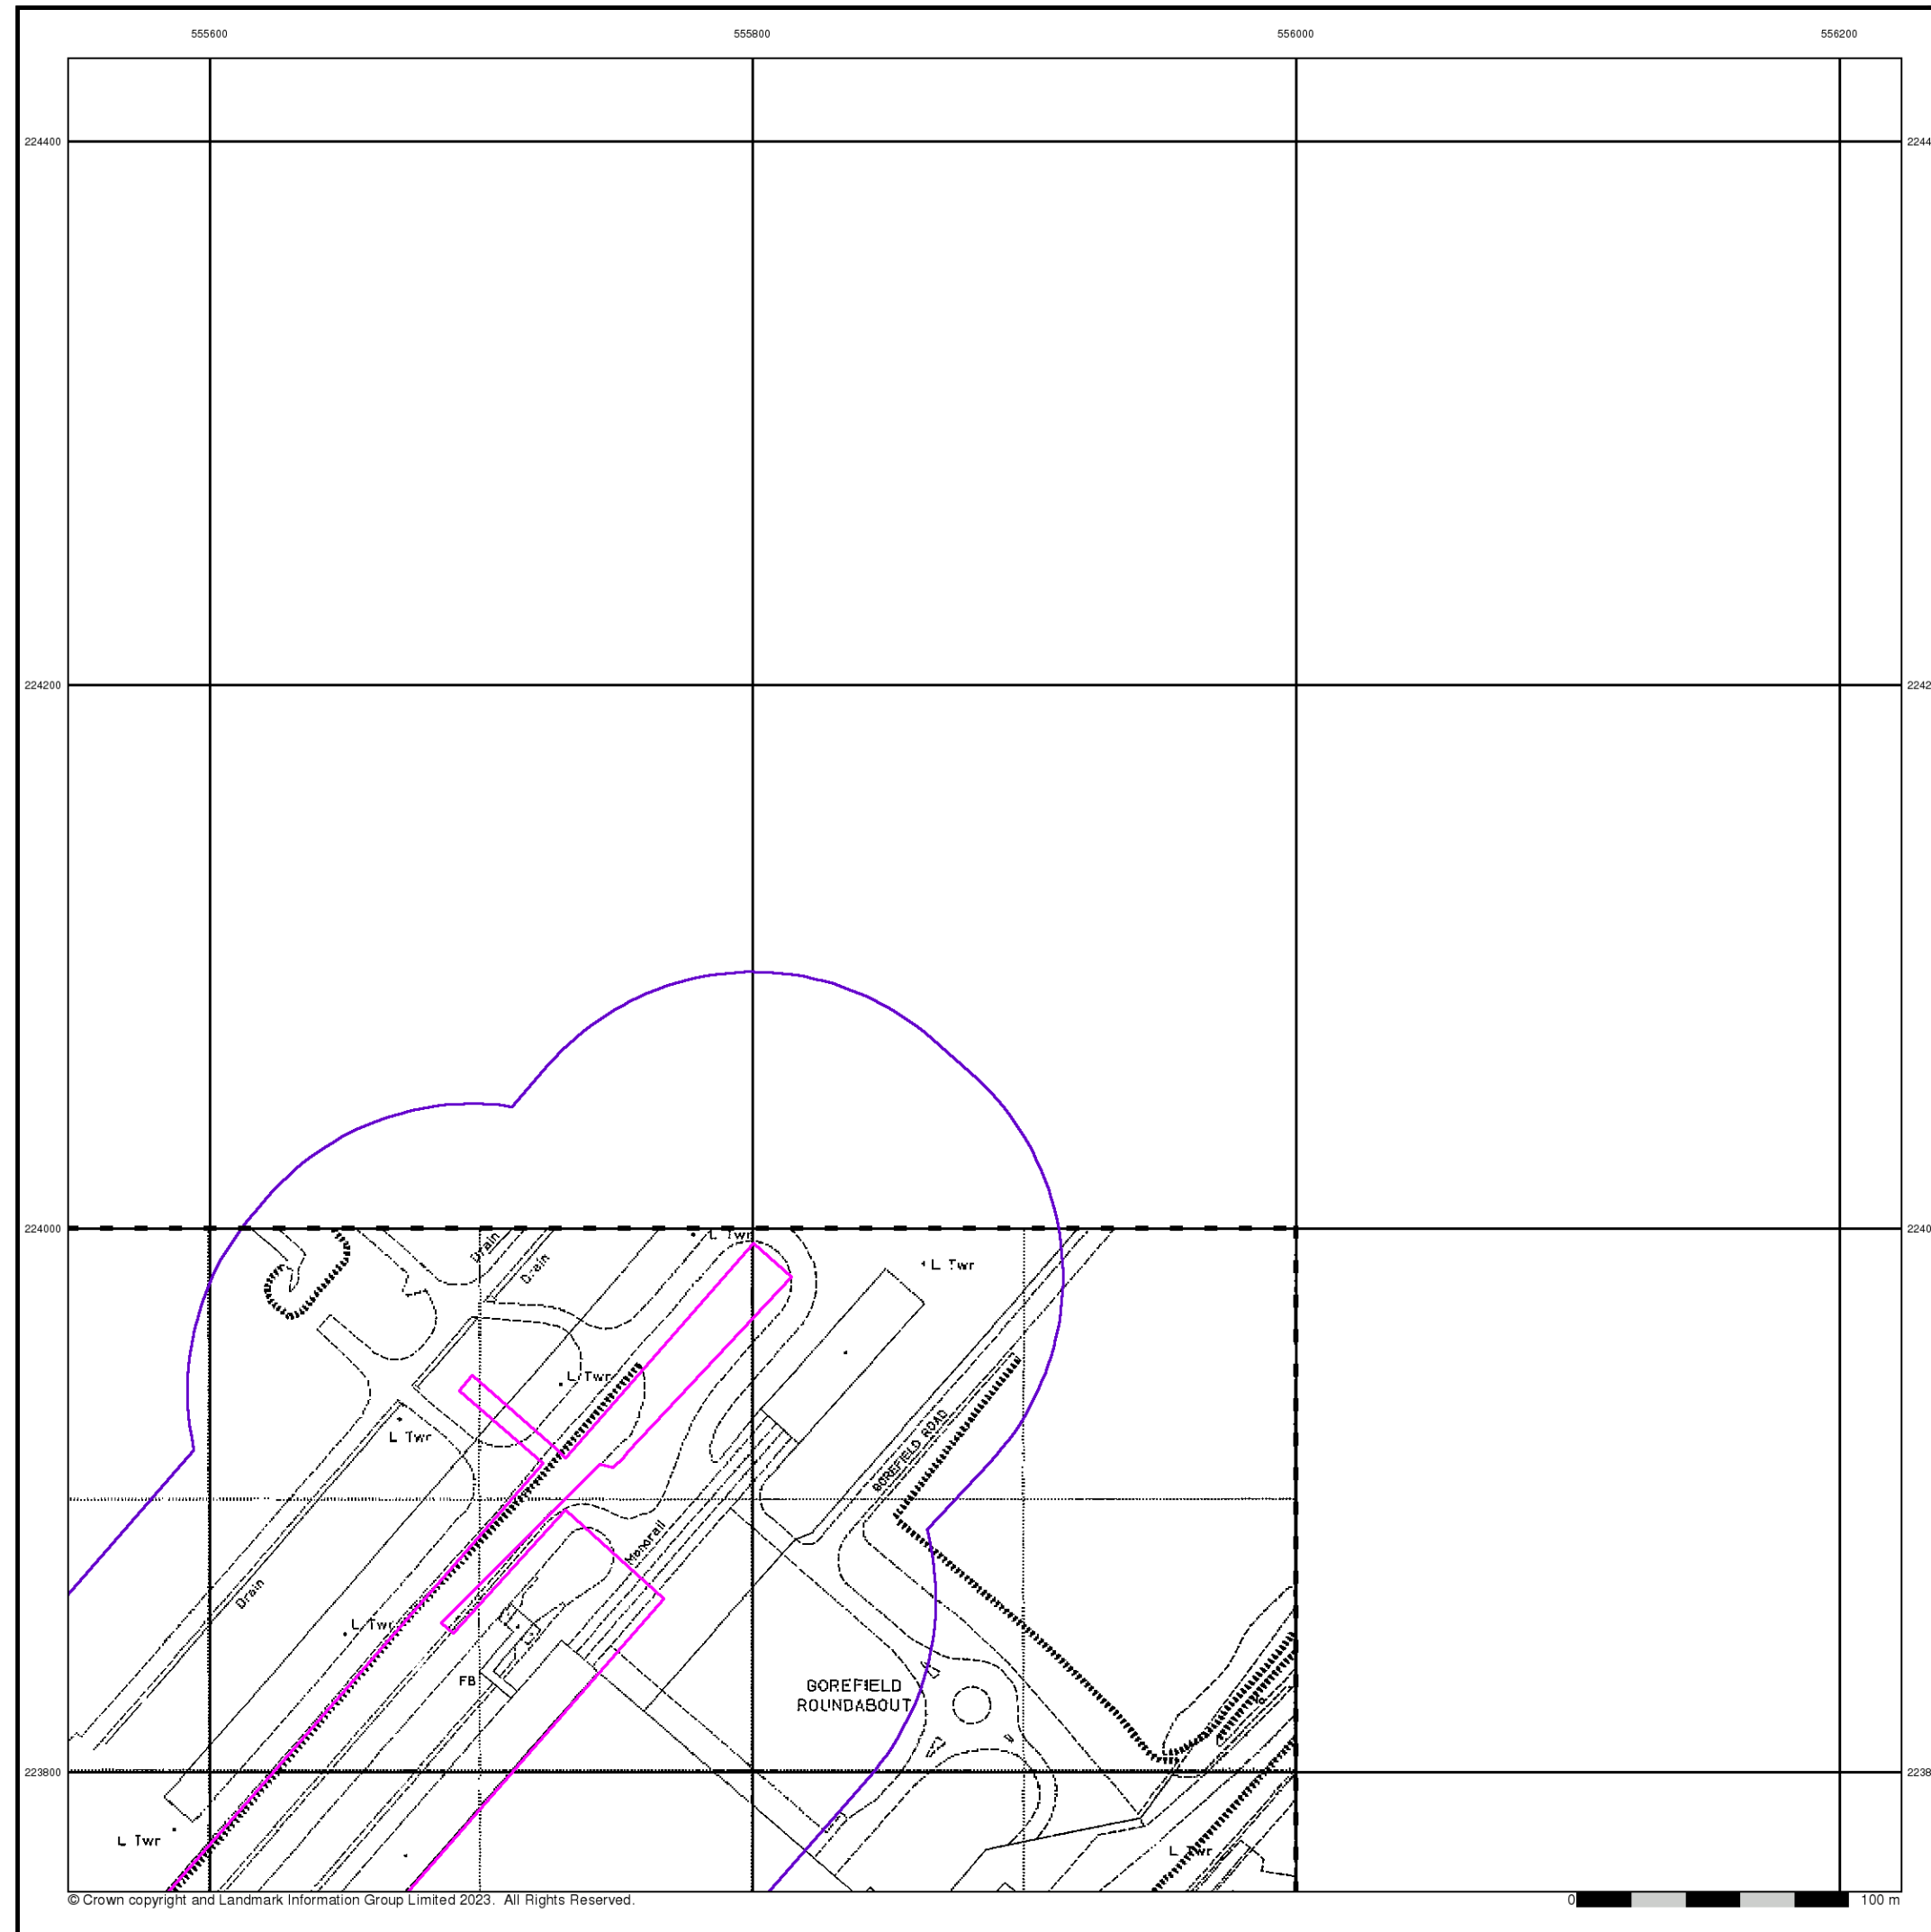 555600 555800 556000 556200
224400
224200
224000
L Twr
Drain
Drain
L Twr
L Twr
L Twr
GOREFIELD ROAD
Monorail
Drain
L Twr
FB
GOREFIELD
ROUNDABOUT
223800
L Twr
L Twr
© Crown copyright and Landmark Information Group Limited 2023. All Rights Reserved.
0 100 m